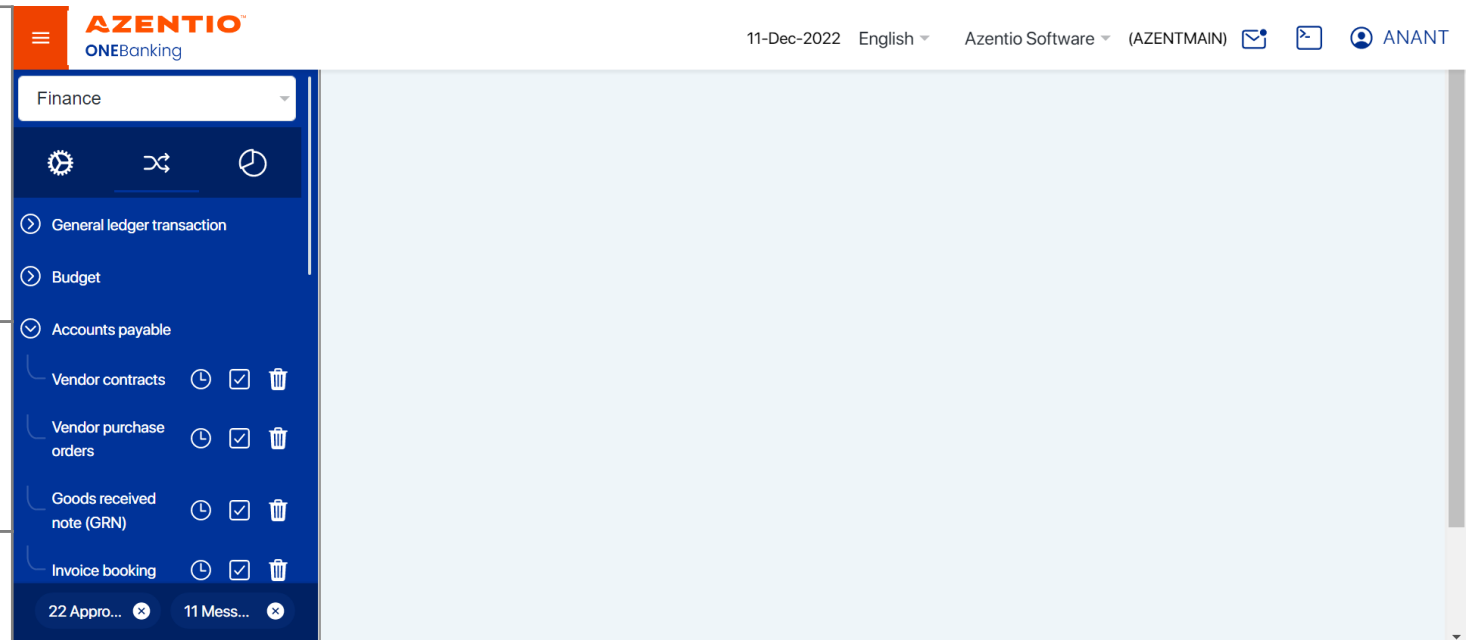 AZENTIO™
ONEBanking
11-Dec-2022 English Azentio Software (AZENTMAIN) ANANT
Finance
General ledger transaction
Budget
Accounts payable
Vendor contracts
Vendor purchase
orders
Goods received
note (GRN)
Invoice booking
22 Appro... 11 Mess...